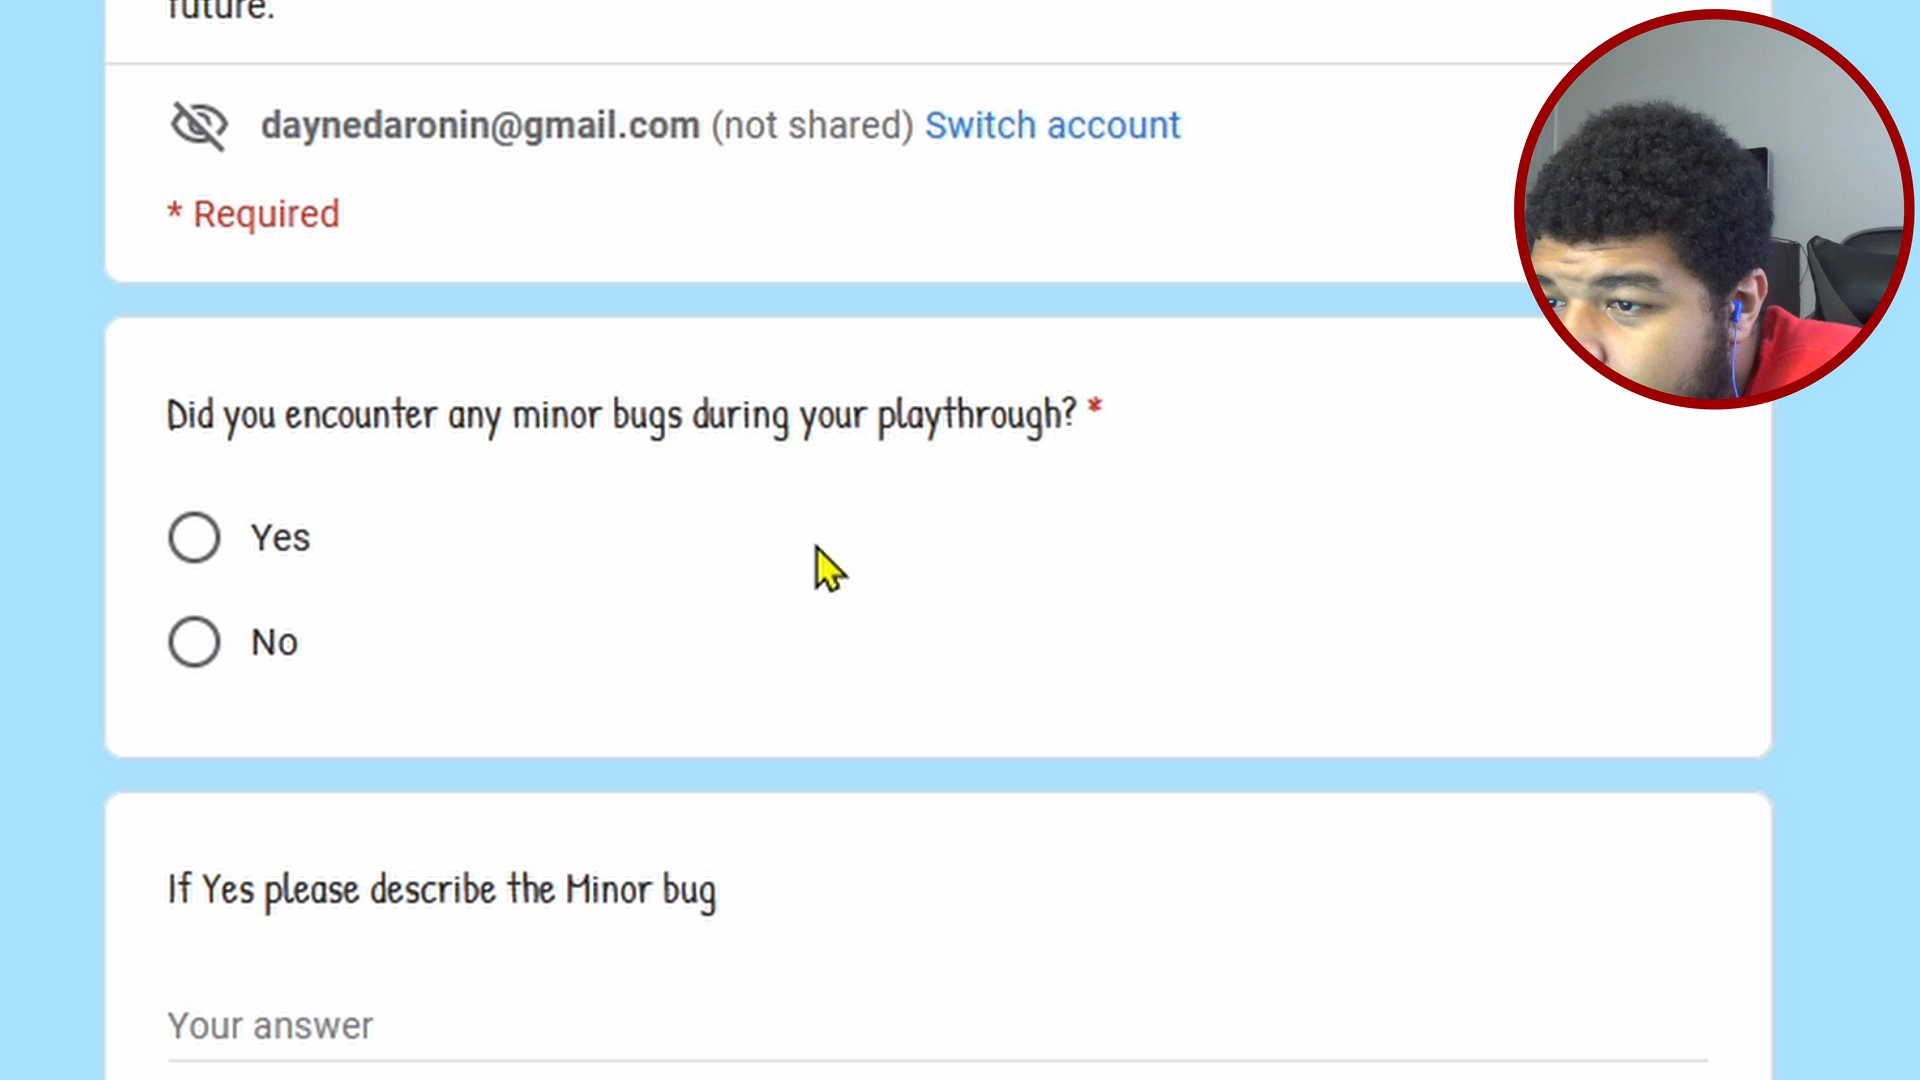 future.
daynedaronin@gmail.com (not shared) Switch account
* Required
Did you encounter any minor bugs during your playthrough? *
Yes
No
If Yes please describe the Minor bug
Your answer